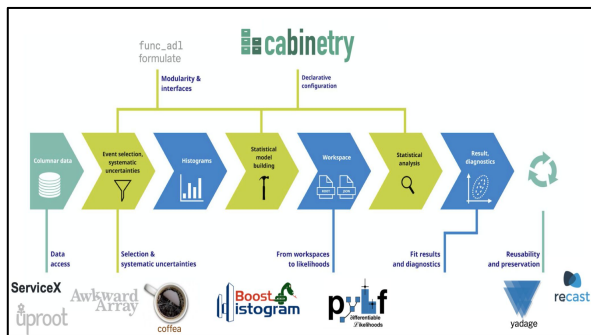 func_adl
formulate
cabinetry
Modularity &
interfaces
Declarative
configuration
Columnar data
Event selection,
systematic
uncertainties
Histograms
Statistical
model
building
Workspace
Statistical
analysis
Result,
diagnostics
Data
access
Selection &
systematic uncertainties
From workspaces
to likelihoods
Fit results
and diagnostics
Reusability
and preservation
ServiceX
uproot
Awkward
Array
coffea
Boost
Histogram
pyhf
differentiable
likelihoods
yadage
recast